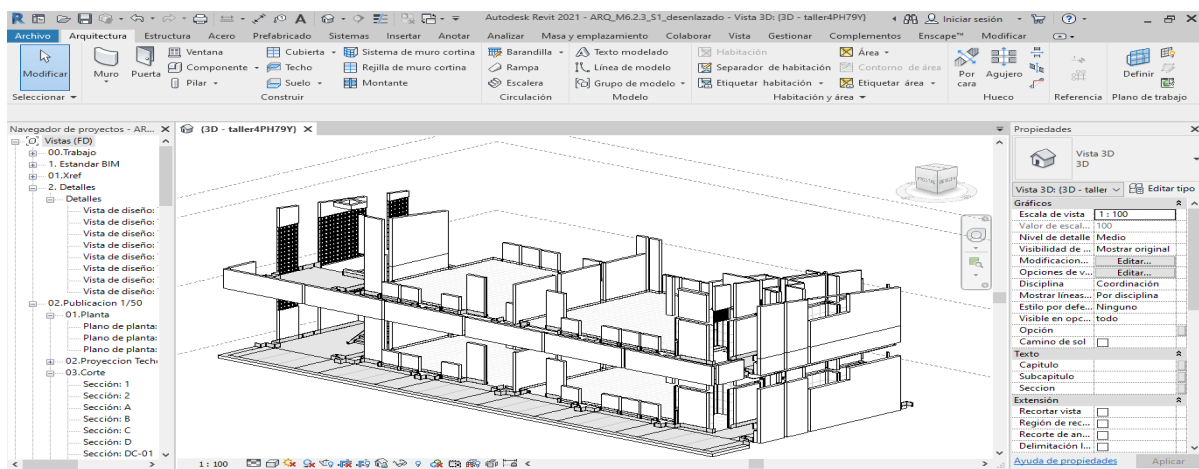 Autodesk Revit 2021 - ARQ_M6.2.3_S1_desenlazado - Vista 3D: {3D - taller4PH79Y} Iniciar sesión
Archivo Arquitectura Estructura Acero Prefabricado Sistemas Insertar Anotar Analizar Masa y emplazamiento Colaborar Vista Gestionar Complementos Enscape™ Modificar
Modificar Muro Puerta Ventana Cubierta Sistema de muro cortina Barandilla Texto modelado Habitación Área Por cara Agujero Definir
Componente Techo Rejilla de muro cortina Rampa Línea de modelo Separador de habitación Contorno de área
Pilar Suelo Montante Escalera Grupo de modelo Etiquetar habitación Etiquetar área
Seleccionar Construir Circulación Modelo Habitación y área Hueco Referencia Plano de trabajo
Navegador de proyectos - AR...
Vistas (FD)
00.Trabajo
1. Estandar BIM
01.Xref
2. Detalles
Detalles
Vista de diseño:
Vista de diseño:
Vista de diseño:
Vista de diseño:
Vista de diseño:
Vista de diseño:
Vista de diseño:
Vista de diseño:
02.Publicacion 1/50
01.Planta
Plano de planta:
Plano de planta:
Plano de planta:
02.Proyeccion Tech
03.Corte
Sección: 1
Sección: 2
Sección: A
Sección: B
Sección: C
Sección: D
Sección: DC-01
{3D - taller4PH79Y}
1 : 100
Propiedades
Vista 3D
3D
Vista 3D: {3D - taller Editar tipo
Gráficos
Escala de vista 1 : 100
Valor de escal... 100
Nivel de detalle Medio
Visibilidad de ... Mostrar original
Modificacion... Editar...
Opciones de v... Editar...
Disciplina Coordinación
Mostrar líneas... Por disciplina
Estilo por defe... Ninguno
Visible en opc... todo
Opción
Camino de sol
Texto
Capitulo
Subcapitulo
Seccion
Extensión
Recortar vista
Región de rec...
Recorte de an...
Delimitación l...
Ayuda de propiedades Aplicar